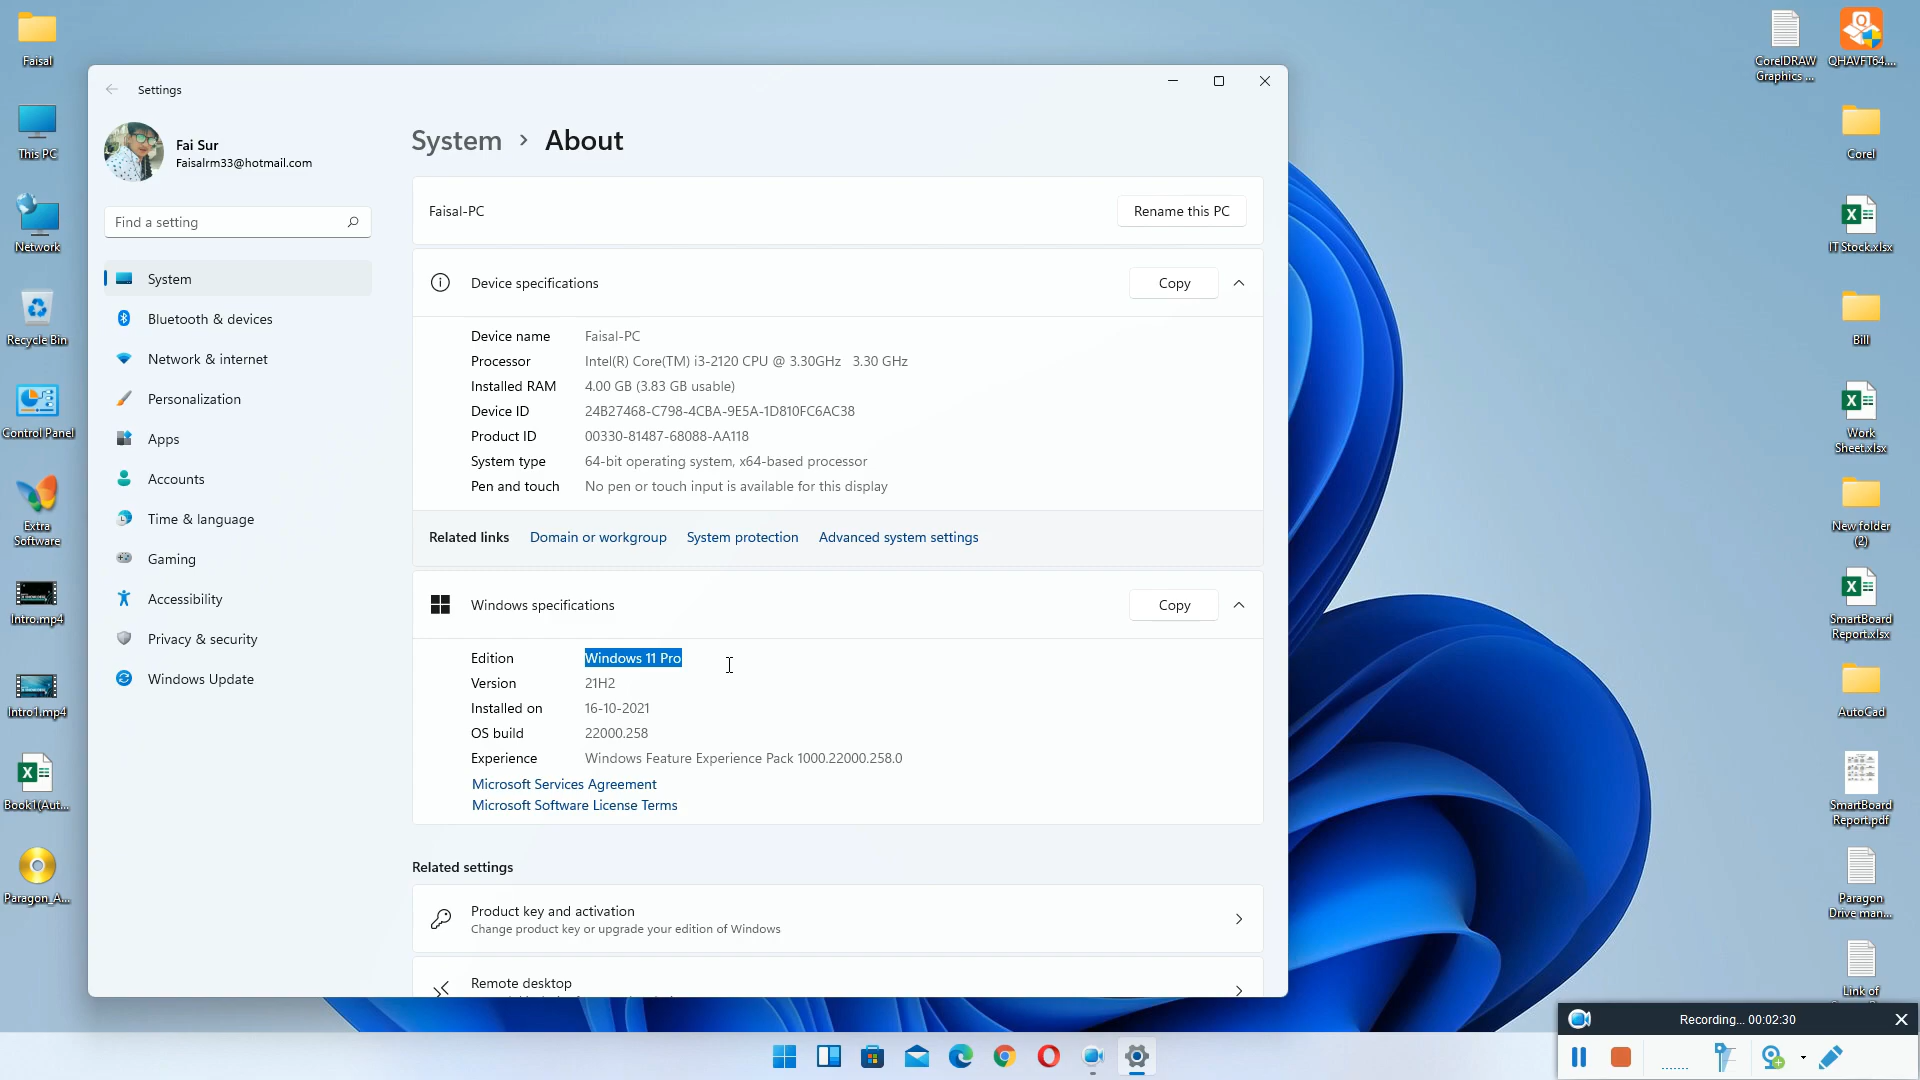 Faisal
This PC
Network
Recycle Bin
Control Panel
Extra
Software
Intro.mp4
Intro1.mp4
Book1(Aut...
Paragon_A...
Settings
Fai Sur
Faisalrm33@hotmail.com
Find a setting
System
Bluetooth & devices
Network & internet
Personalization
Apps
Accounts
Time & language
Gaming
Accessibility
Privacy & security
Windows Update
System > About
Faisal-PC
Rename this PC
Device specifications
Copy
Device name Faisal-PC
Processor Intel(R) Core(TM) i3-2120 CPU @ 3.30GHz 3.30 GHz
Installed RAM 4.00 GB (3.83 GB usable)
Device ID 24B27468-C798-4CBA-9E5A-1D810FC6AC38
Product ID 00330-81487-68088-AA118
System type 64-bit operating system, x64-based processor
Pen and touch No pen or touch input is available for this display
Related links Domain or workgroup System protection Advanced system settings
Windows specifications
Copy
Edition Windows 11 Pro
Version 21H2
Installed on 16-10-2021
OS build 22000.258
Experience Windows Feature Experience Pack 1000.22000.258.0
Microsoft Services Agreement
Microsoft Software License Terms
Related settings
Product key and activation
Change product key or upgrade your edition of Windows
Remote desktop
CorelDRAW
Graphics ...
QHAVFT64....
Corel
IT Stock.xlsx
Bill
Work
Sheet.xlsx
New folder
(2)
SmartBoard
Report.xlsx
AutoCad
SmartBoard
Report.pdf
Paragon
Drive man...
Link of
Recording... 00:02:30